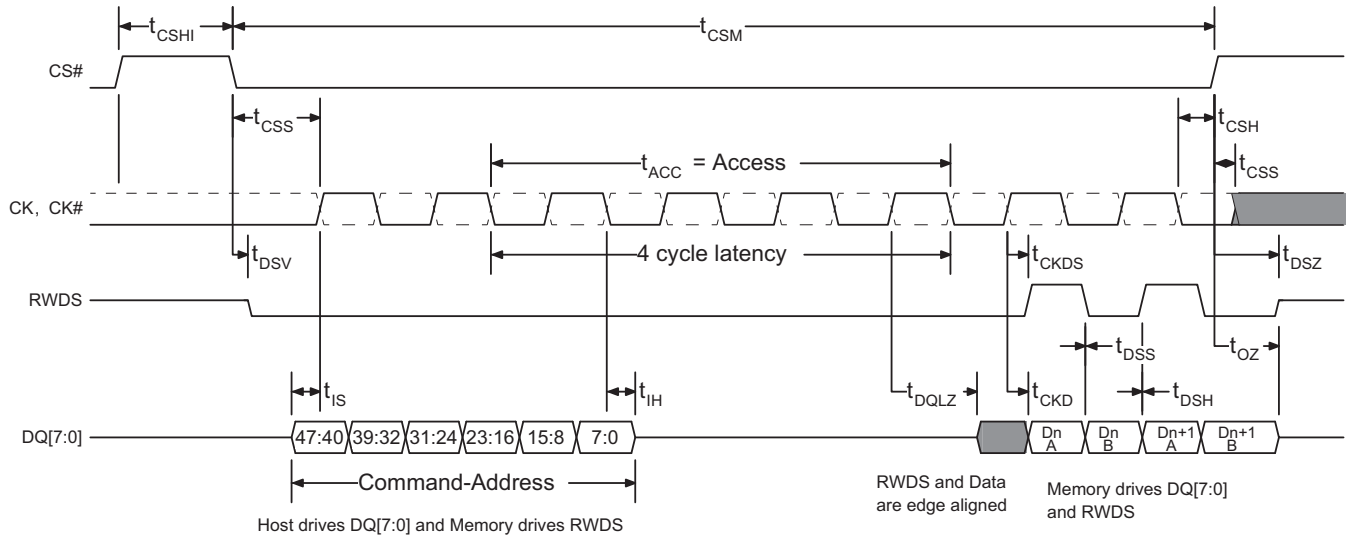 tCSHI
tCSM
CS#
tCSS
tCSH
tACC = Access
tCSS
CK, CK#
tDSV
4 cycle latency
tCKDS
tDSZ
RWDS
tDSS
tOZ
tIS
tIH
tDQLZ
tCKD
tDSH
DQ[7:0]
47:40 39:32 31:24 23:16 15:8 7:0
Dn A
Dn B
Dn+1 A
Dn+1 B
Command-Address
RWDS and Data
are edge aligned
Memory drives DQ[7:0]
and RWDS
Host drives DQ[7:0] and Memory drives RWDS